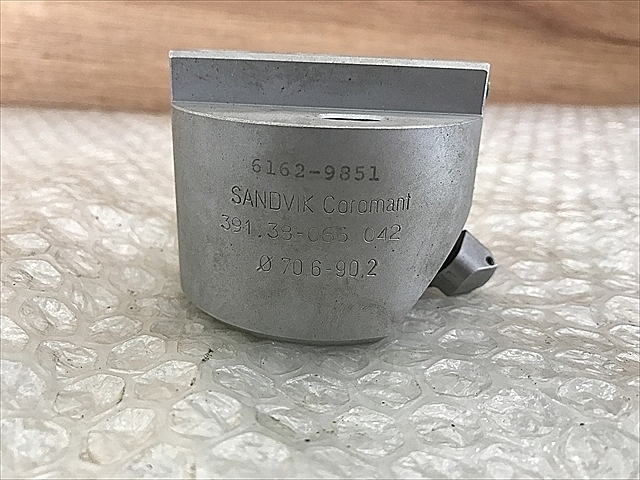 6162-9851
SANDVIK Coromant
391.38-065 042
Ø 70.6-90.2